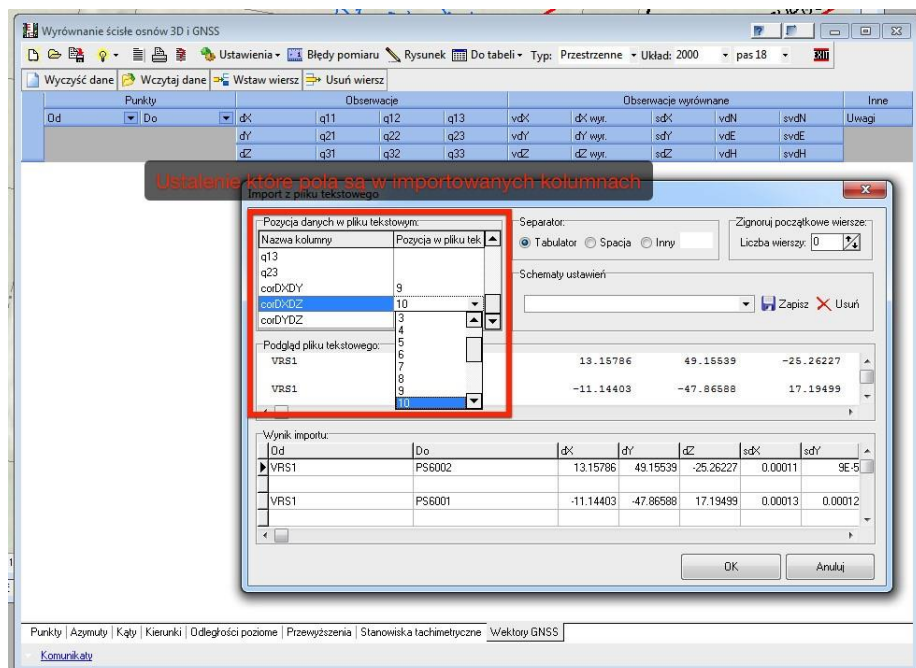 Wyrównanie ścisłe osnów 3D i GNSS
Ustawienia Błędy pomiaru Rysunek Do tabeli Typ: Przestrzenne Układ: 2000 pas 18
Wyczyść dane Wczytaj dane Wstaw wiersz Usuń wiersz
Punkty Obserwacje Obserwacje wyrównane Inne
Od Do dX q11 q12 q13 vdX dX wyr. sdX vdN svdN Uwagi
dY q21 q22 q23 vdY dY wyr. sdY vdE svdE
dZ q31 q32 q33 vdZ dZ wyr. sdZ vdH svdH
Ustalenie które pola są w importowanych kolumnach
Import z pliku tekstowego
Pozycja danych w pliku tekstowym:
Nazwa kolumny Pozycja w pliku tek
q13
q23
corDXDY 9
corDXDZ 10
corDYDZ
3
4
5
6
7
8
9
10
Separator:
Tabulator Spacja Inny
Zignoruj początkowe wiersze:
Liczba wierszy: 0
Schematy ustawień
Zapisz Usuń
Podgląd pliku tekstowego:
VRS1 13.15786 49.15539 -25.26227
VRS1 -11.14403 -47.86588 17.19499
Wynik importu:
Od Do dX dY dZ sdX sdY
VRS1 PS6002 13.15786 49.15539 -25.26227 0.00011 9E-5
VRS1 PS6001 -11.14403 -47.86588 17.19499 0.00013 0.00012
OK Anuluj
Punkty Azymuty Kąty Kierunki Odległości poziome Przewyższenia Stanowiska tachimetryczne Wektory GNSS
Komunikaty